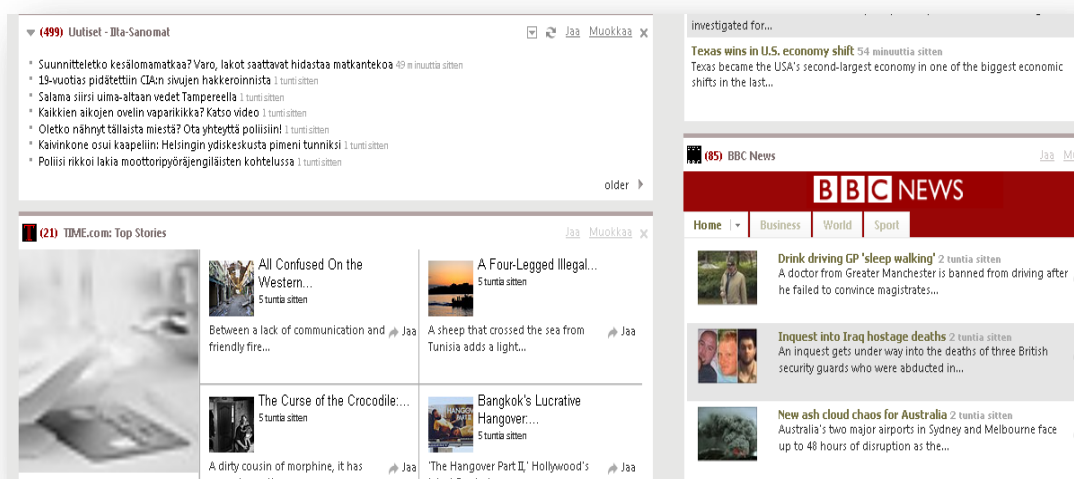 (499) Uutiset - Ilta-Sanomat
Jaa Muokkaa x
Suunnitteletko kesälomamatkaa? Varo, lakot saattavat hidastaa matkantekoa 49 minuuttia sitten
19-vuotias pidätettiin CIA:n sivujen hakkeroinnista 1 tunti sitten
Salama siirsi uima-altaan vedet Tampereella 1 tunti sitten
Kaikkien aikojen ovelin vaparikikka? Katso video 1 tunti sitten
Oletko nähnyt tällaista miestä? Ota yhteyttä poliisiin! 1 tunti sitten
Kaivinkone osui kaapeliin: Helsingin ydiskeskusta pimeni tunniksi 1 tunti sitten
Poliisi rikkoi lakia moottoripyöräjengiläisten kohtelussa 1 tunti sitten
older
(21) TIME.com: Top Stories
Jaa Muokkaa x
All Confused On the
Western...
5 tuntia sitten
Between a lack of communication and
friendly fire...
Jaa
A Four-Legged Illegal...
5 tuntia sitten
A sheep that crossed the sea from
Tunisia adds a light...
Jaa
The Curse of the Crocodile:...
5 tuntia sitten
A dirty cousin of morphine, it has
Jaa
Bangkok's Lucrative
Hangover:...
5 tuntia sitten
'The Hangover Part II,' Hollywood's
Jaa
investigated for...
Texas wins in U.S. economy shift 54 minuuttia sitten
Texas became the USA's second-largest economy in one of the biggest economic
shifts in the last...
(85) BBC News
Jaa
BBC NEWS
Home Business World Sport
Drink driving GP 'sleep walking' 2 tuntia sitten
A doctor from Greater Manchester is banned from driving after
he failed to convince magistrates...
Inquest into Iraq hostage deaths 2 tuntia sitten
An inquest gets under way into the deaths of three British
security guards who were abducted in...
New ash cloud chaos for Australia 2 tuntia sitten
Australia's two major airports in Sydney and Melbourne face
up to 48 hours of disruption as the...